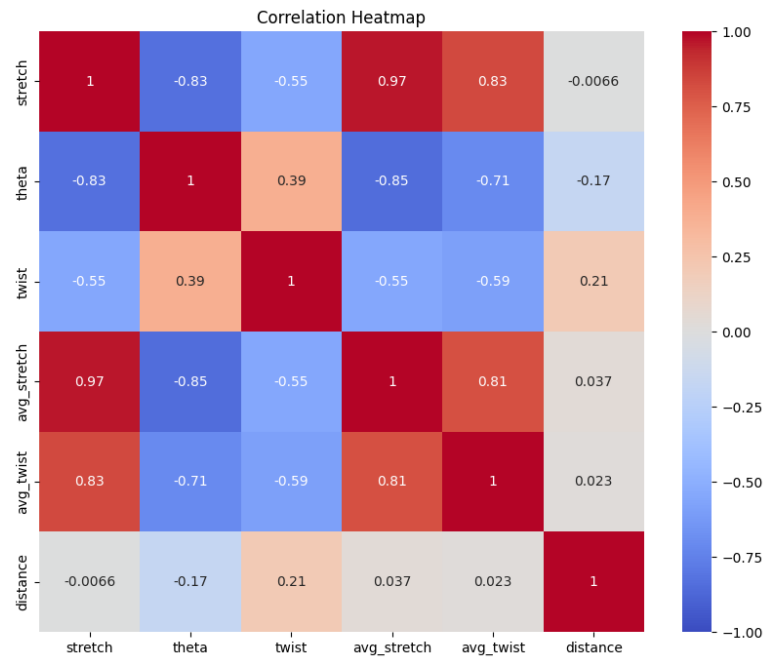 Correlation Heatmap
stretch 1 -0.83 -0.55 0.97 0.83 -0.0066
theta -0.83 1 0.39 -0.85 -0.71 -0.17
twist -0.55 0.39 1 -0.55 -0.59 0.21
avg_stretch 0.97 -0.85 -0.55 1 0.81 0.037
avg_twist 0.83 -0.71 -0.59 0.81 1 0.023
distance -0.0066 -0.17 0.21 0.037 0.023 1
stretch theta twist avg_stretch avg_twist distance
1.00
0.75
0.50
0.25
0.00
-0.25
-0.50
-0.75
-1.00